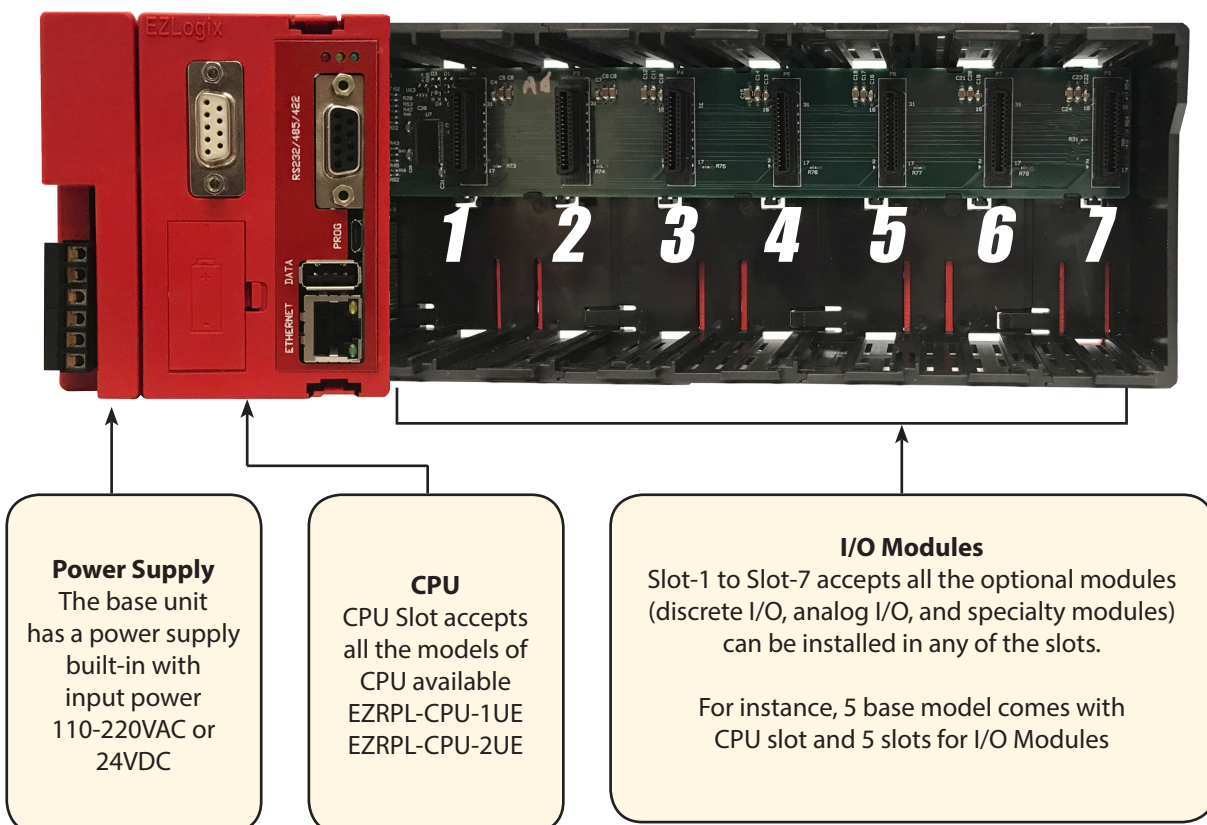 EZLogix
RS232/485/422
PROG
DATA
ETHERNET
1 2 3 4 5 6 7
Power Supply
The base unit
has a power supply
built-in with
input power
110-220VAC or
24VDC
CPU
CPU Slot accepts
all the models of
CPU available
EZRPL-CPU-1UE
EZRPL-CPU-2UE
I/O Modules
Slot-1 to Slot-7 accepts all the optional modules
(discrete I/O, analog I/O, and specialty modules)
can be installed in any of the slots.
For instance, 5 base model comes with
CPU slot and 5 slots for I/O Modules